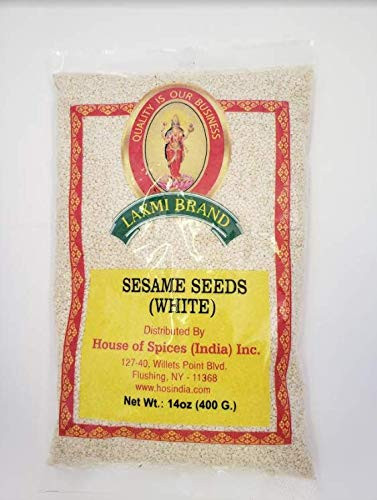 QUALITY IS OUR BUSINESS
LAXMI BRAND
SESAME SEEDS
(WHITE)
Distributed By
House of Spices (India) Inc.
127-40, Willets Point Blvd.
Flushing, NY - 11368
www.hosindia.com
Net Wt.: 14oz (400 G.)